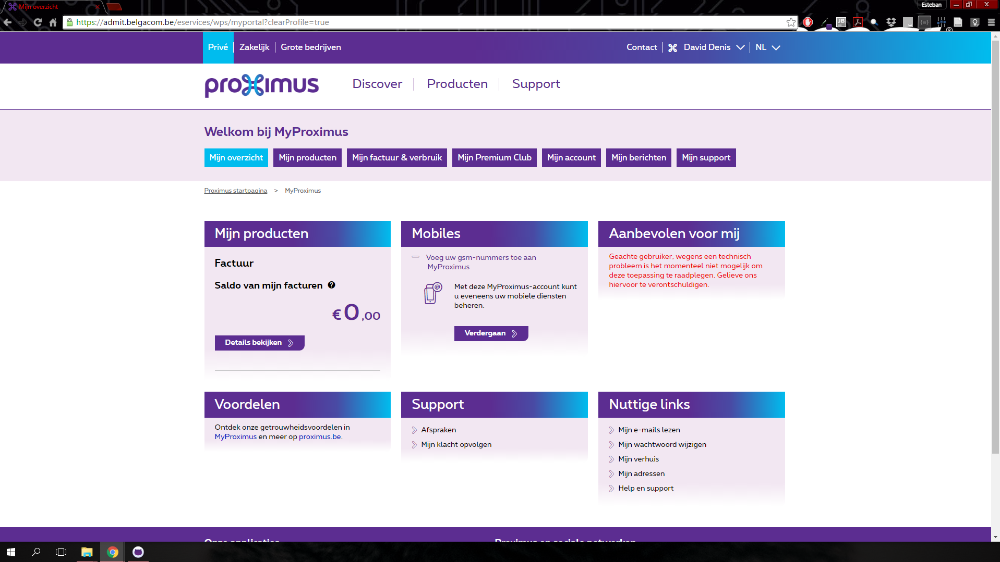 Mijn overzicht
Esteban
https://admit.belgacom.be/eservices/wps/myportal?clearProfile=true
Privé Zakelijk Grote bedrijven Contact David Denis NL
proximus Discover Producten Support
Welkom bij MyProximus
Mijn overzicht Mijn producten Mijn factuur & verbruik Mijn Premium Club Mijn account Mijn berichten Mijn support
Proximus startpagina > MyProximus
Mijn producten
Factuur
Saldo van mijn facturen ?
€ 0 ,00
Details bekijken
Mobiles
Voeg uw gsm-nummers toe aan
MyProximus
@
Met deze MyProximus-account kunt
u eveneens uw mobiele diensten
beheren.
Verdergaan
Aanbevolen voor mij
Geachte gebruiker, wegens een technisch
probleem is het momenteel niet mogelijk om
deze toepassing te raadplegen. Gelieve ons
hiervoor te verontschuldigen.
Voordelen
Ontdek onze getrouwheidsvoordelen in
MyProximus en meer op proximus.be.
Support
Afspraken
Mijn klacht opvolgen
Nuttige links
Mijn e-mails lezen
Mijn wachtwoord wijzigen
Mijn verhuis
Mijn adressen
Help en support
Onze applicaties Proximus en sociale netwerken